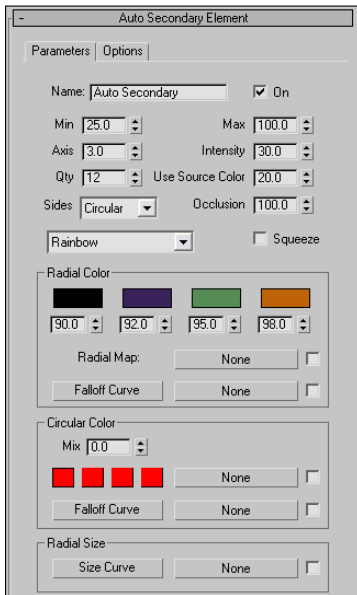 - Auto Secondary Element
Parameters Options
Name: Auto Secondary On
Min 25.0 Max 100.0
Axis 3.0 Intensity 30.0
Qty 12 Use Source Color 20.0
Sides Circular Occlusion 100.0
Rainbow Squeeze
Radial Color
90.0 92.0 95.0 98.0
Radial Map: None
Falloff Curve None
Circular Color
Mix 0.0
None
Falloff Curve None
Radial Size
Size Curve None